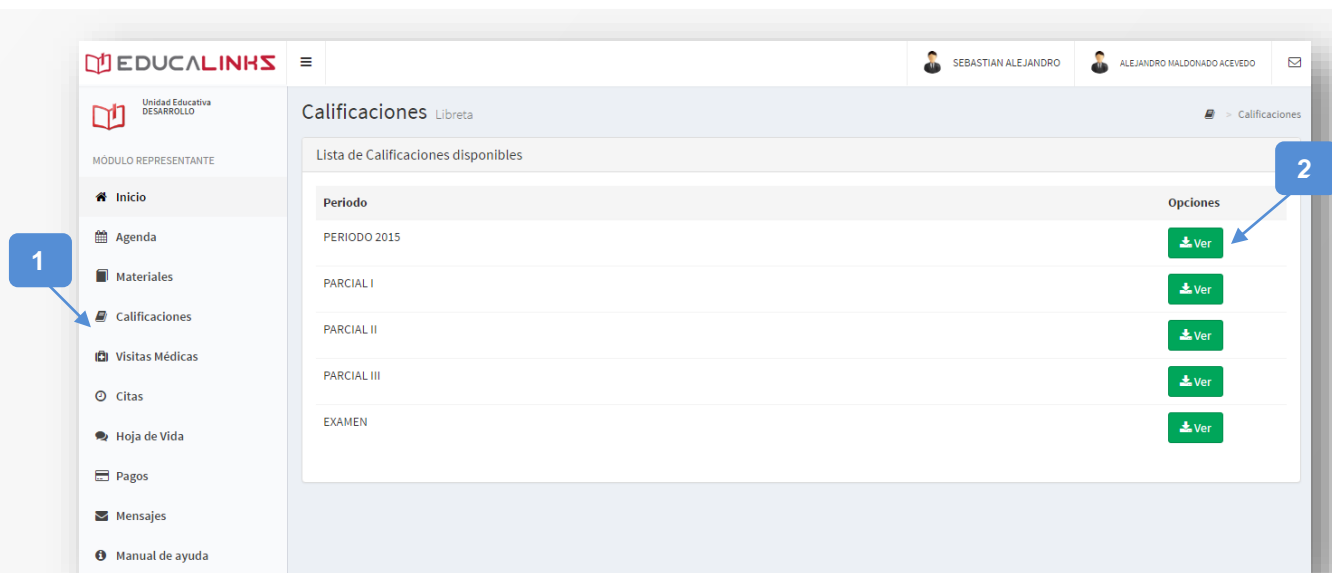 EDUCALINKS
SEBASTIAN ALEJANDRO
ALEJANDRO MALDONADO ACEVEDO
Unidad Educativa
DESARROLLO
Calificaciones Libreta
> Calificaciones
MÓDULO REPRESENTANTE
Lista de Calificaciones disponibles
2
Inicio
Periodo Opciones
Agenda
PERIODO 2015 Ver
1
Materiales
PARCIAL I Ver
Calificaciones
PARCIAL II Ver
Visitas Médicas
PARCIAL III Ver
Citas
EXAMEN Ver
Hoja de Vida
Pagos
Mensajes
Manual de ayuda